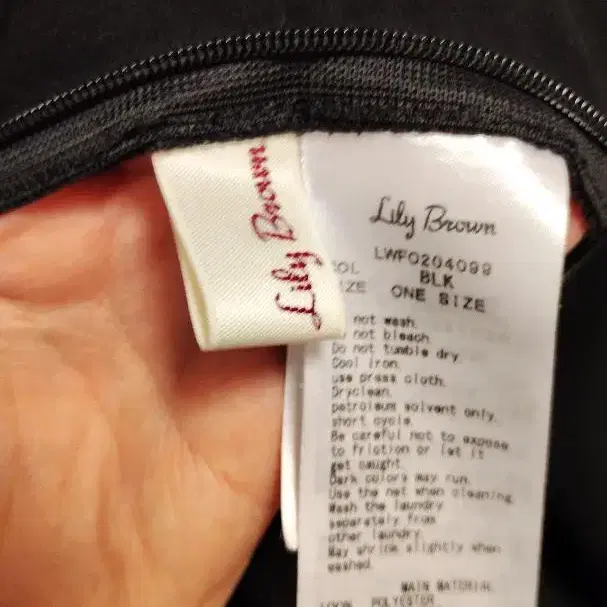 Lily Brown
Lily Brown
LWFO204099
OL BLK
ZE ONE SIZE
not wash.
not bleach.
Do not tumble dry
Cool iron.
use press cloth.
Dryclean.
petroleum solvent only.
short cycle.
Be careful not to expose
to friction or let it
get caught.
Dark colors may run.
Use the net when cleaning
Wash the laundry
separately from
other laundry.
May shrink slightly when
washed.
MAIN MATERIAL
100% POLYESTER